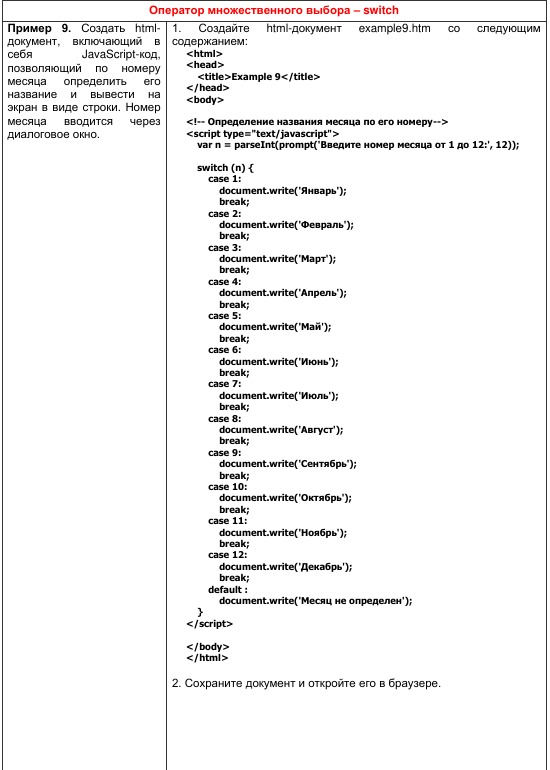 Оператор множественного выбора – switch
Пример 9. Создать html-
документ, включающий в
себя JavaScript-код,
позволяющий по номеру
месяца определить его
название и вывести на
экран в виде строки. Номер
месяца вводится через
диалоговое окно.
1. Создайте html-документ example9.htm со следующим
содержанием:
<html>
<head>
<title>Example 9</title>
</head>
<body>
<!-- Определение названия месяца по его номеру-->
<script type="text/javascript">
var n = parseInt(prompt('Введите номер месяца от 1 до 12:', 12));
switch (n) {
case 1:
document.write('Январь');
break;
case 2:
document.write('Февраль');
break;
case 3:
document.write('Март');
break;
case 4:
document.write('Апрель');
break;
case 5:
document.write('Май');
break;
case 6:
document.write('Июнь');
break;
case 7:
document.write('Июль');
break;
case 8:
document.write('Август');
break;
case 9:
document.write('Сентябрь');
break;
case 10:
document.write('Октябрь');
break;
case 11:
document.write('Ноябрь');
break;
case 12:
document.write('Декабрь');
break;
default :
document.write('Месяц не определен');
}
</script>
</body>
</html>
2. Сохраните документ и откройте его в браузере.